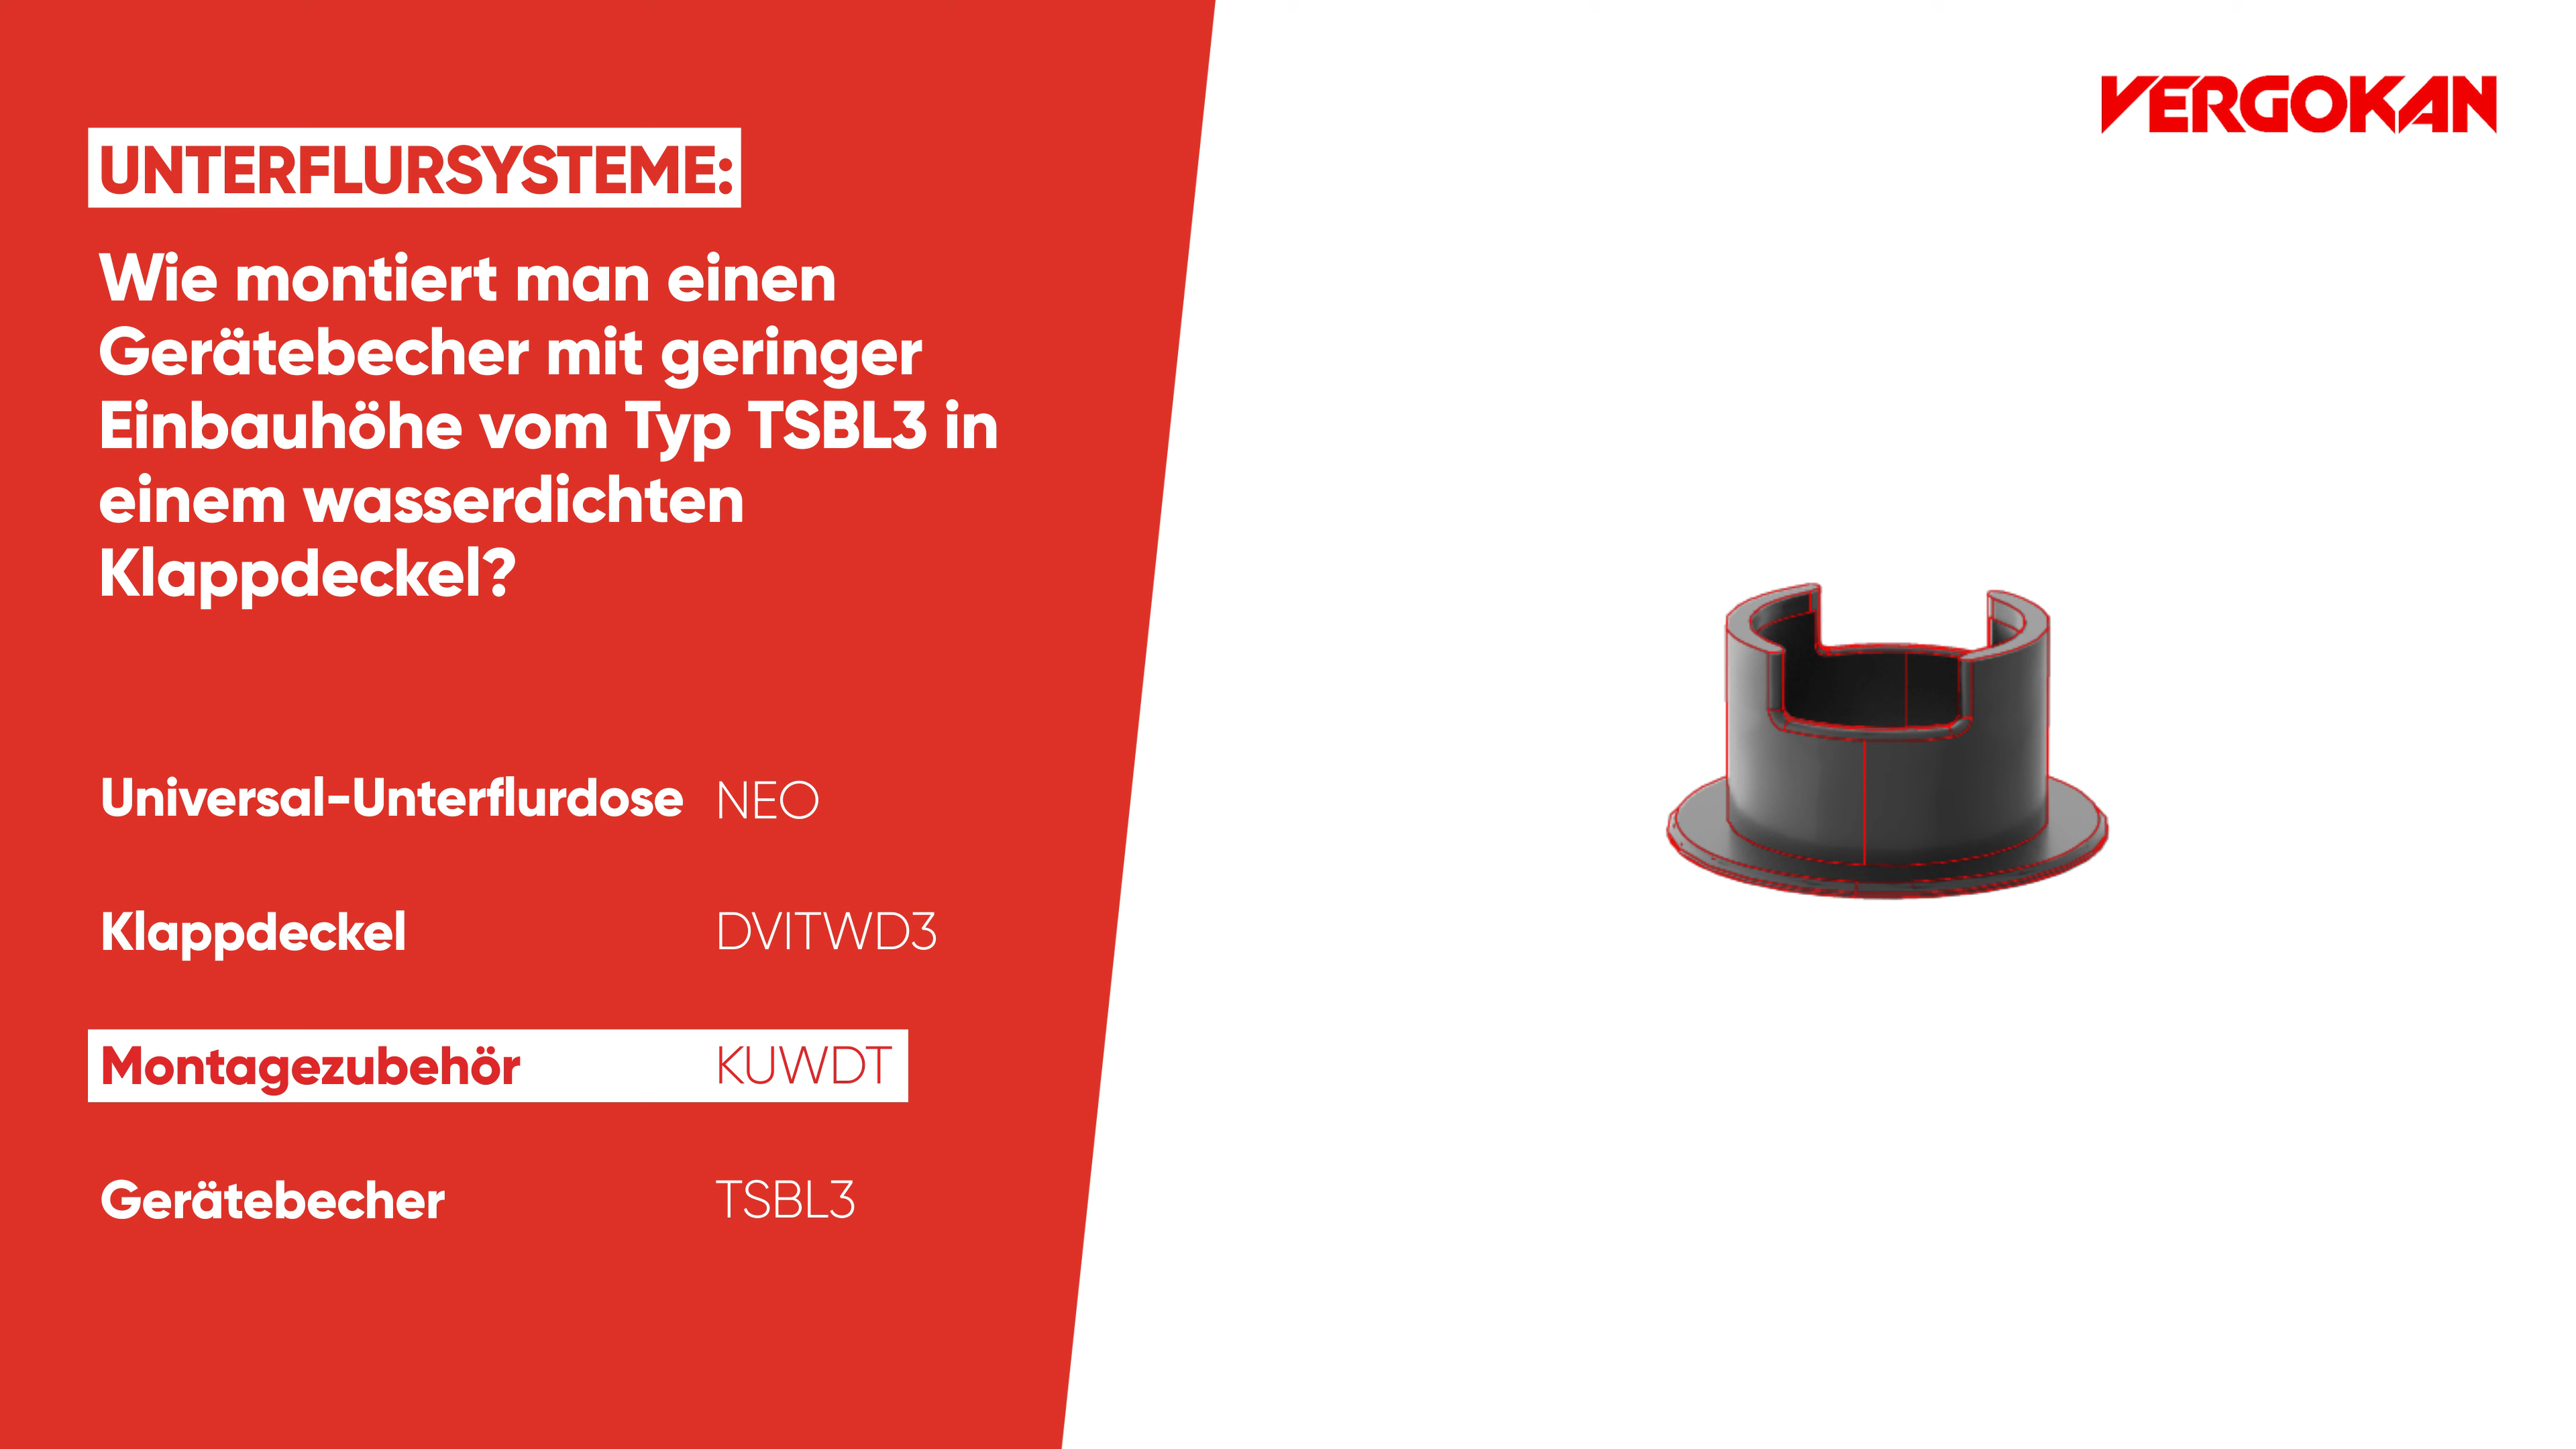 VERGOKAN
UNTERFLURSYSTEME:
Wie montiert man einen
Gerätebecher mit geringer
Einbauhöhe vom Typ TSBL3 in
einem wasserdichten
Klappdeckel?
Universal-Unterflurdose NEO
Klappdeckel DVITWD3
Montagezubehör KUWDT
Gerätebecher TSBL3